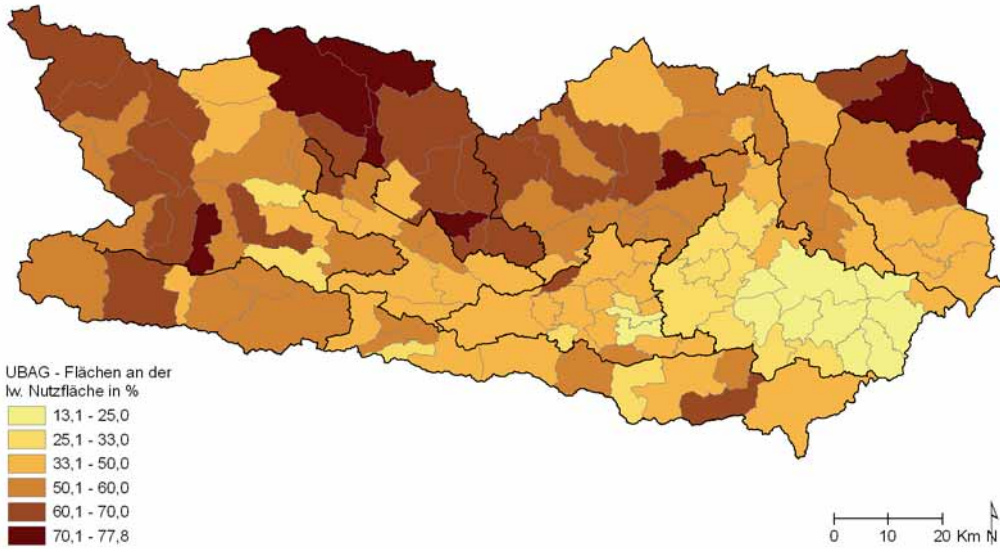 UBAG - Flächen an der
lw. Nutzfläche in %
13,1 - 25,0
25,1 - 33,0
33,1 - 50,0
50,1 - 60,0
60,1 - 70,0
70,1 - 77,8
0 10 20 Km N